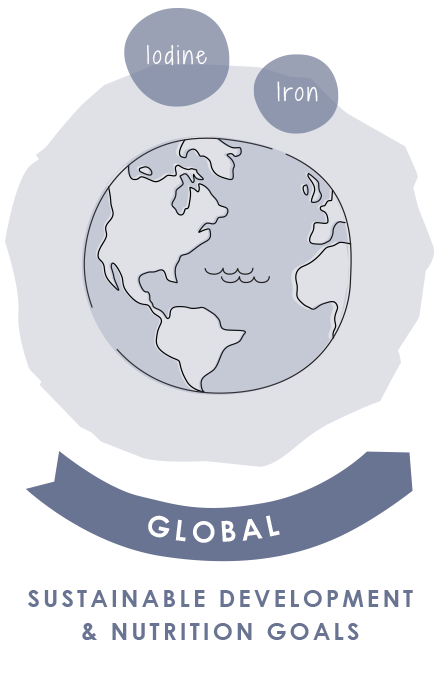 Iodine
Iron
GLOBAL
SUSTAINABLE DEVELOPMENT
& NUTRITION GOALS